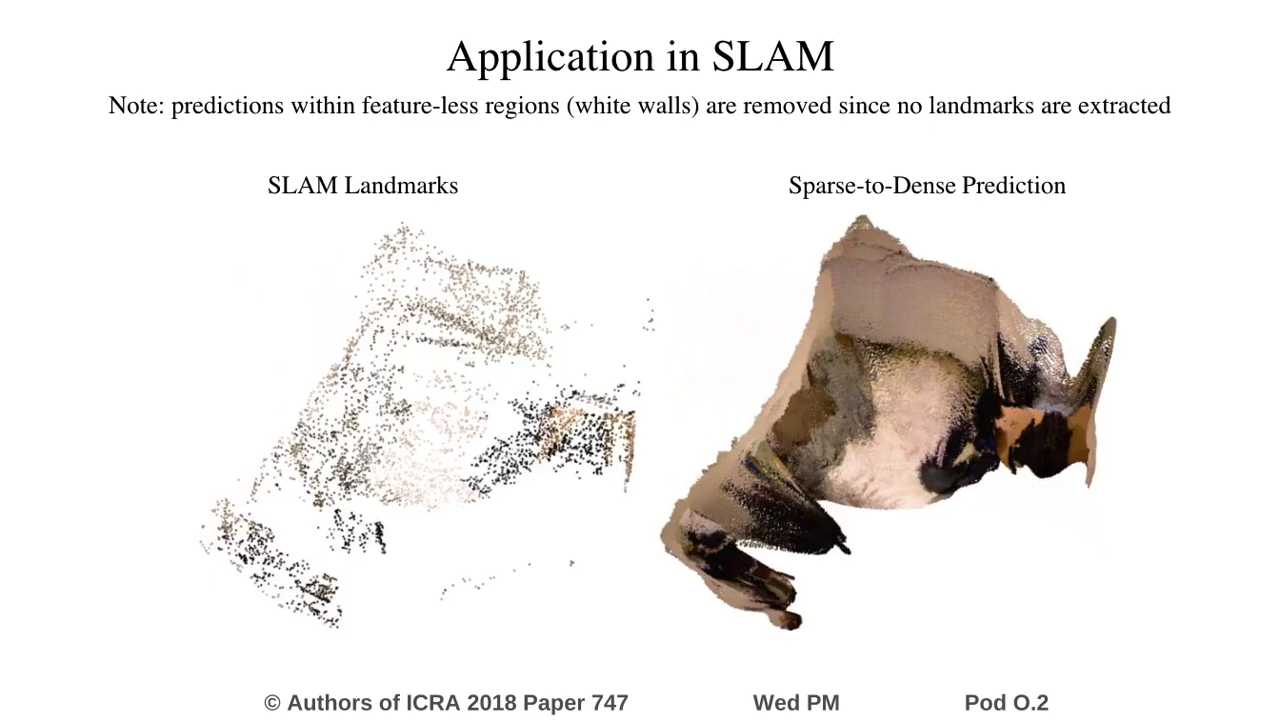 Application in SLAM
Note: predictions within feature-less regions (white walls) are removed since no landmarks are extracted
SLAM Landmarks
Sparse-to-Dense Prediction
© Authors of ICRA 2018 Paper 747 Wed PM Pod O.2